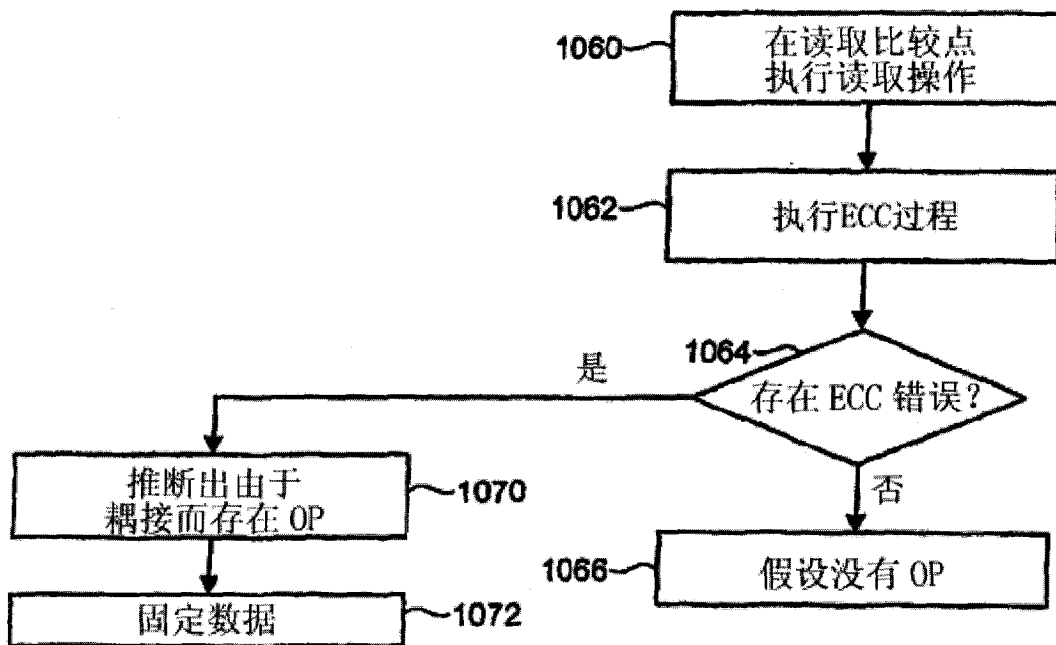 1060
在读取比较点
执行读取操作
1062
执行ECC过程
1064
存在 ECC 错误?
是
否
推断出由于
耦接而存在 OP
1070
1066
假设没有 OP
固定数据
1072